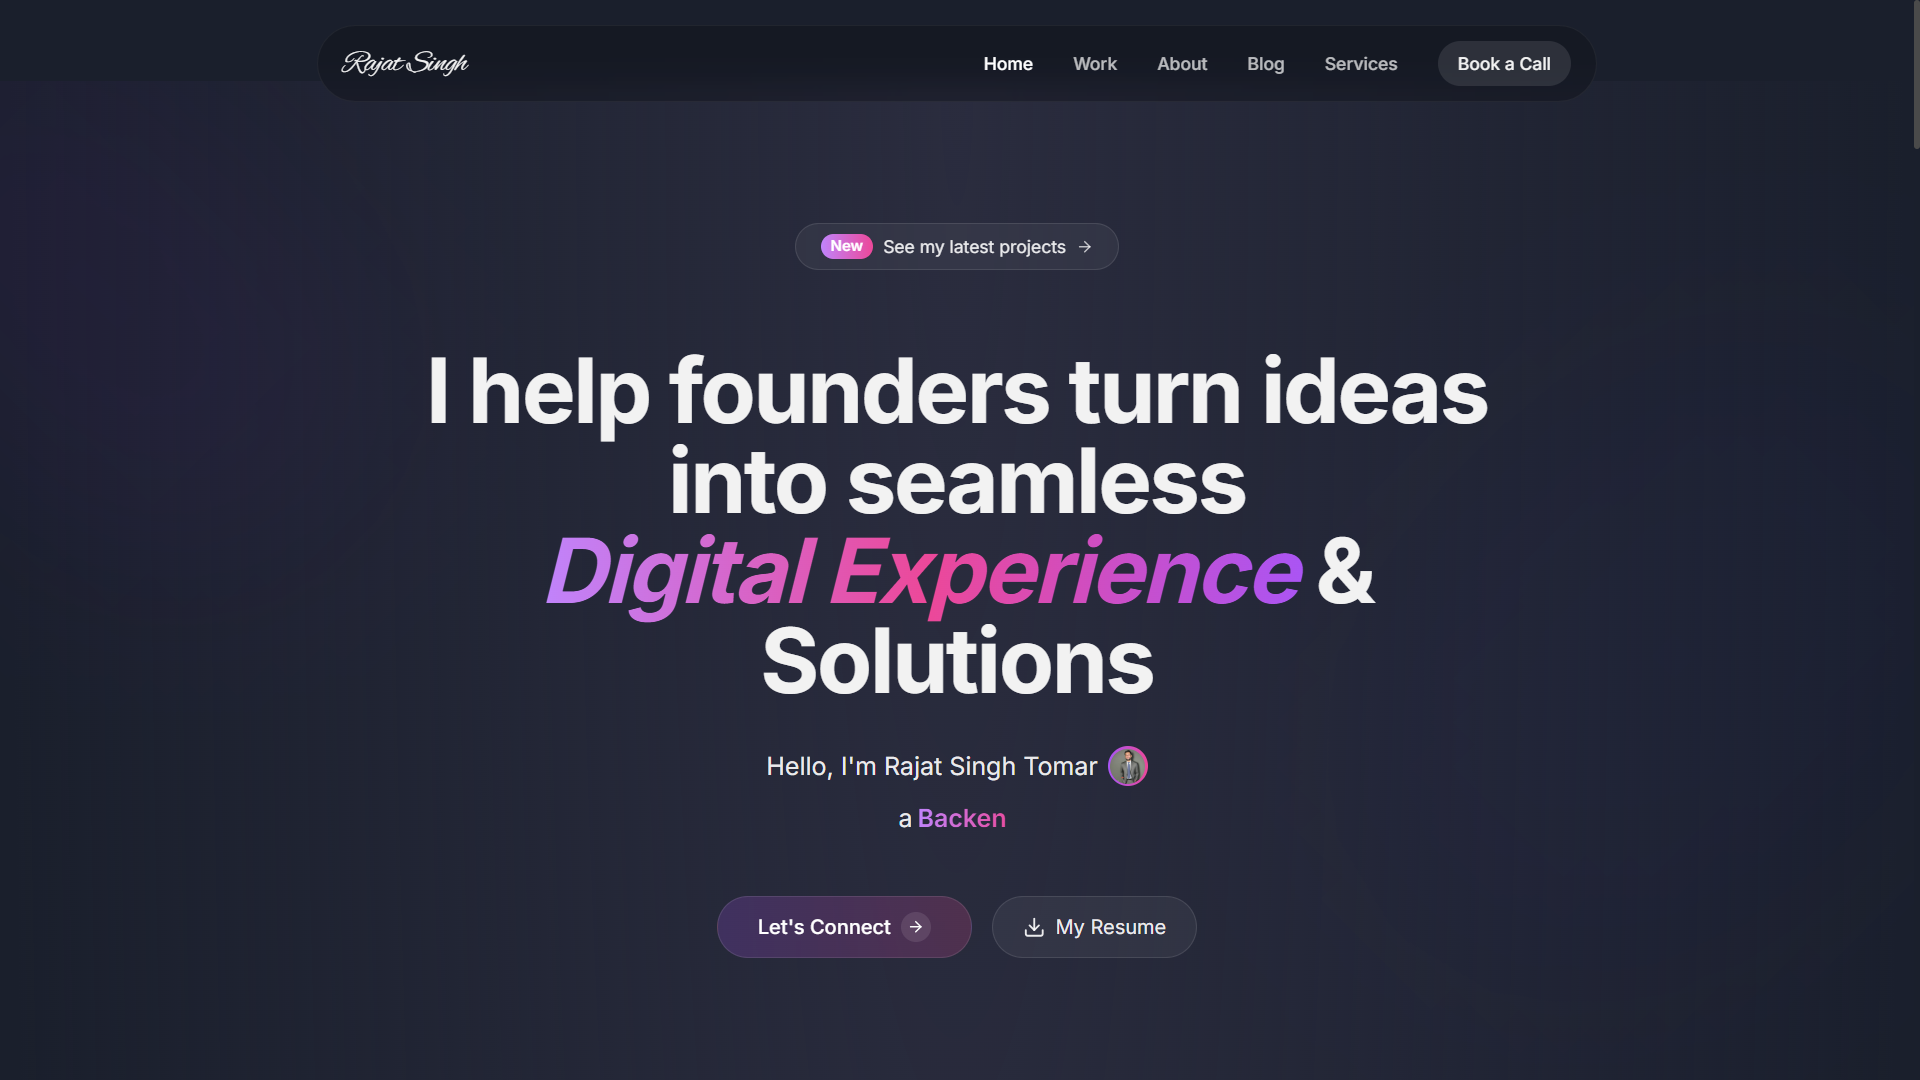 Rajat Singh
Home Work About Blog Services Book a Call
New See my latest projects →
I help founders turn ideas
into seamless
Digital Experience &
Solutions
Hello, I'm Rajat Singh Tomar
a Backen
Let's Connect →
My Resume